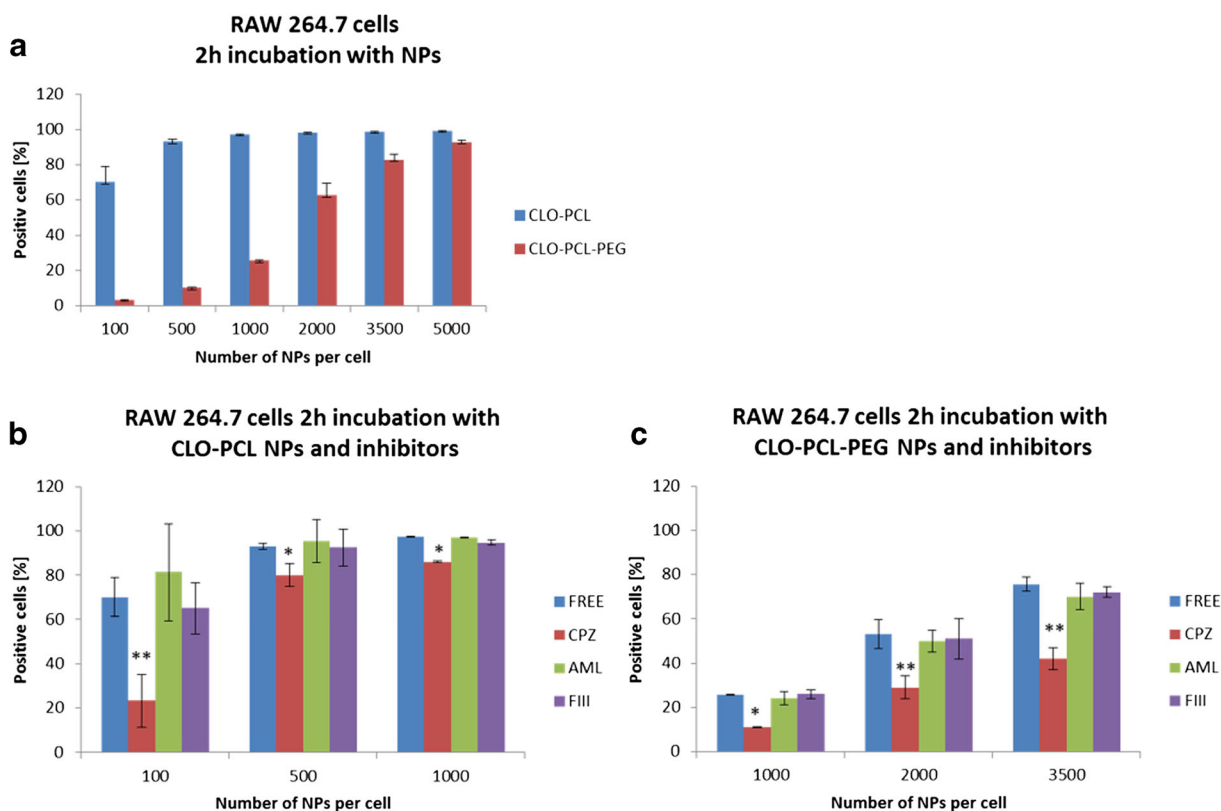 a
RAW 264.7 cells
2h incubation with NPs
Positiv cells [%]
120
100
80
60
40
20
0
100 500 1000 2000 3500 5000
Number of NPs per cell
CLO-PCL
CLO-PCL-PEG
b
RAW 264.7 cells 2h incubation with
CLO-PCL NPs and inhibitors
Positive cells [%]
120
100
80
60
40
20
0
**
*
*
100 500 1000
Number of NPs per cell
FREE
CPZ
AML
FIII
c
RAW 264.7 cells 2h incubation with
CLO-PCL-PEG NPs and inhibitors
Positive cells [%]
120
100
80
60
40
20
0
*
**
**
1000 2000 3500
Number of NPs per cell
FREE
CPZ
AML
FIII